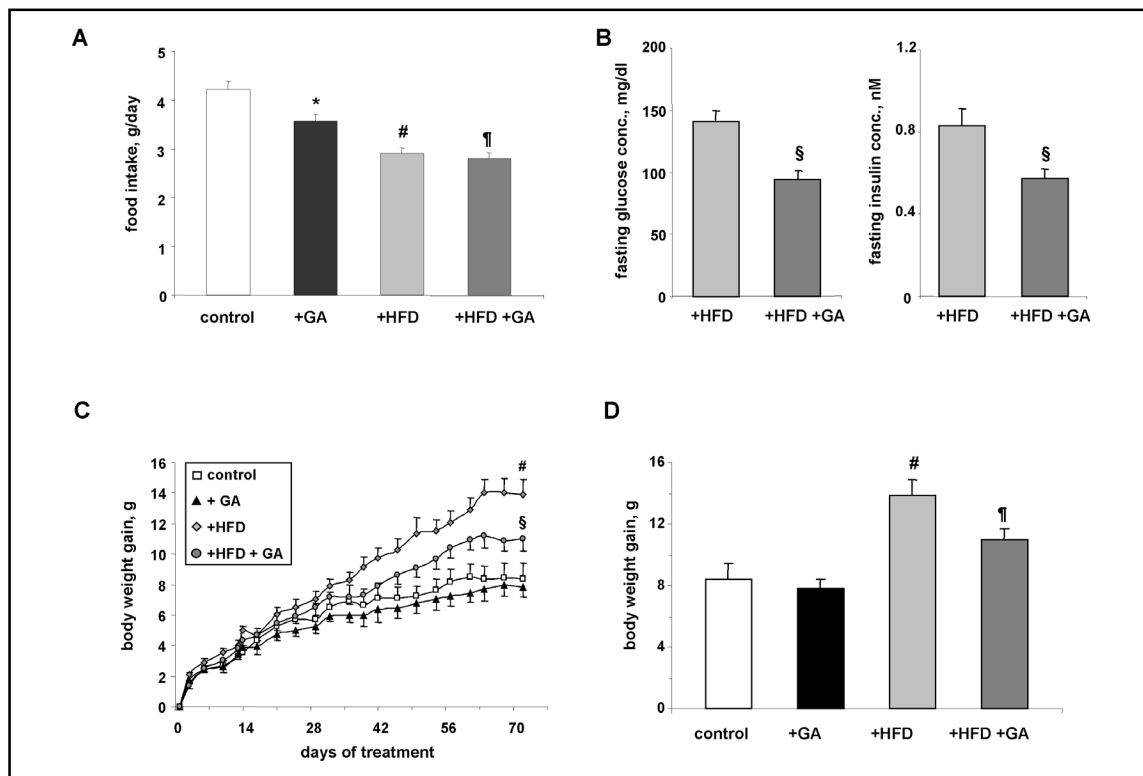 A
food intake, g/day
5
4
3
2
1
0
*
#
¶
control
+GA
+HFD
+HFD +GA
B
fasting glucose conc., mg/dl
200
150
100
50
0
§
+HFD
+HFD +GA
fasting insulin conc., nM
1.2
0.8
0.4
0
§
+HFD
+HFD +GA
C
body weight gain, g
16
14
12
10
8
6
4
2
0
control
+ GA
+HFD
+HFD + GA
#
§
0 14 28 42 56 70
days of treatment
D
body weight gain, g
16
12
8
4
0
#
¶
control
+GA
+HFD
+HFD +GA